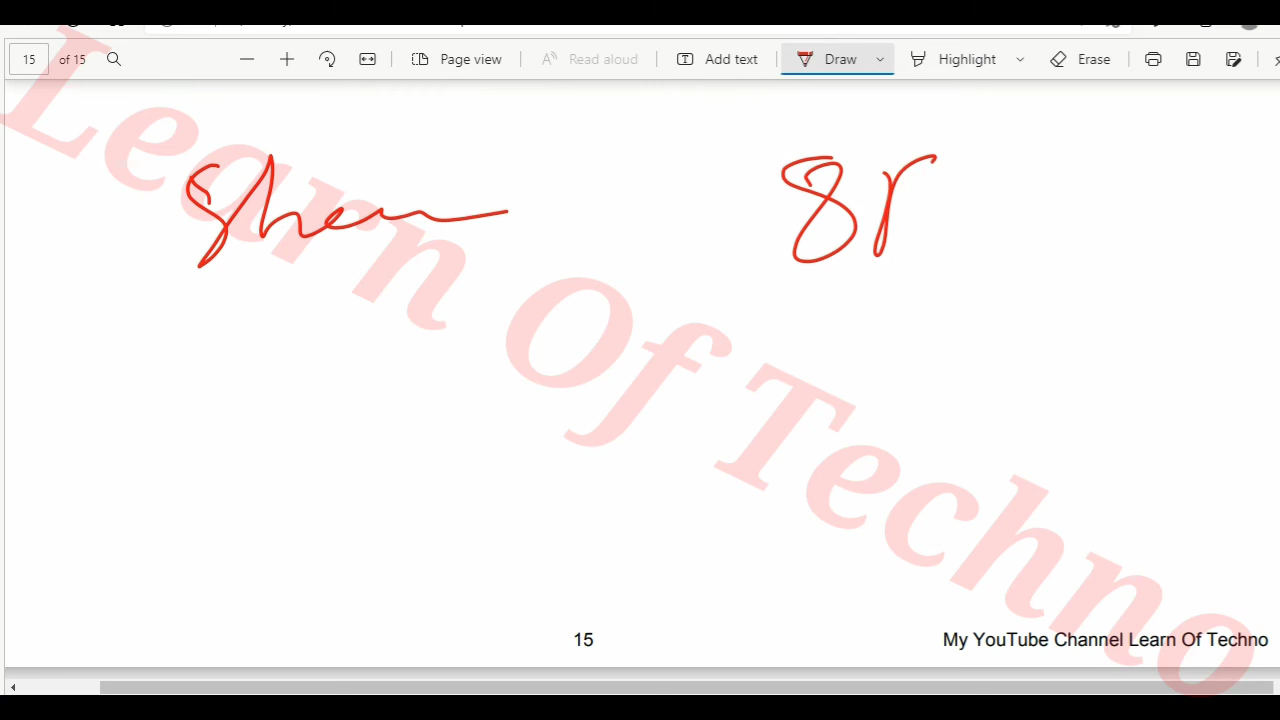 15 of 15 Page view Read aloud Add text Draw Highlight Erase
Learn Of Techno
15
My YouTube Channel Learn Of Techno